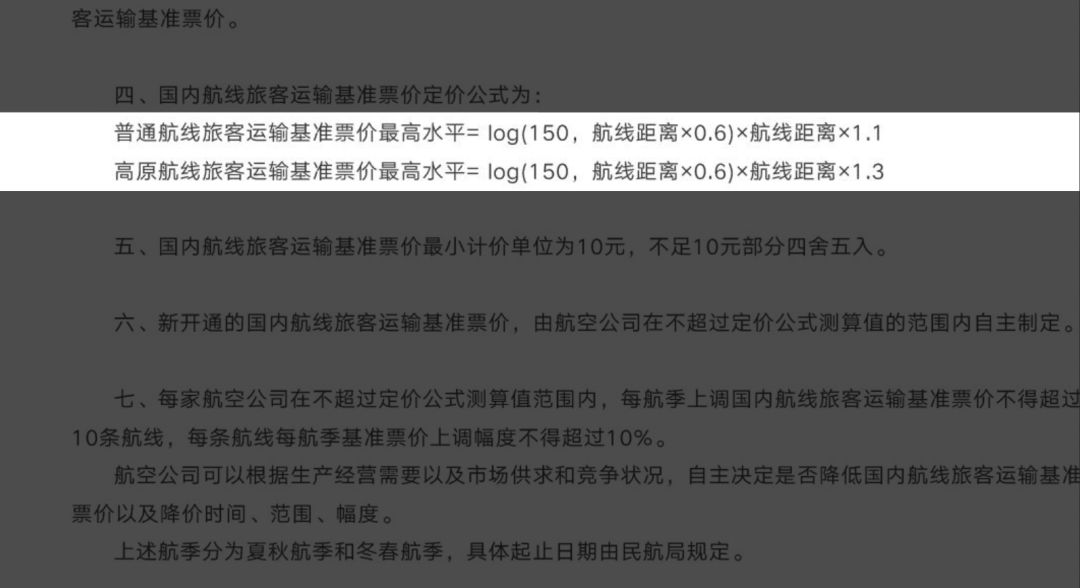 客运输基准票价。
四、国内航线旅客运输基准票价定价公式为：
普通航线旅客运输基准票价最高水平= log(150，航线距离×0.6)×航线距离×1.1
高原航线旅客运输基准票价最高水平= log(150，航线距离×0.6)×航线距离×1.3
五、国内航线旅客运输基准票价最小计价单位为10元，不足10元部分四舍五入。
六、新开通的国内航线旅客运输基准票价，由航空公司在不超过定价公式测算值的范围内自主制定。
七、每家航空公司在不超过定价公式测算值范围内，每航季上调国内航线旅客运输基准票价不得超过
10条航线，每条航线每航季基准票价上调幅度不得超过10%。
航空公司可以根据生产经营需要以及市场供求和竞争状况，自主决定是否降低国内航线旅客运输基准
票价以及降价时间、范围、幅度。
上述航季分为夏秋航季和冬春航季，具体起止日期由民航局规定。